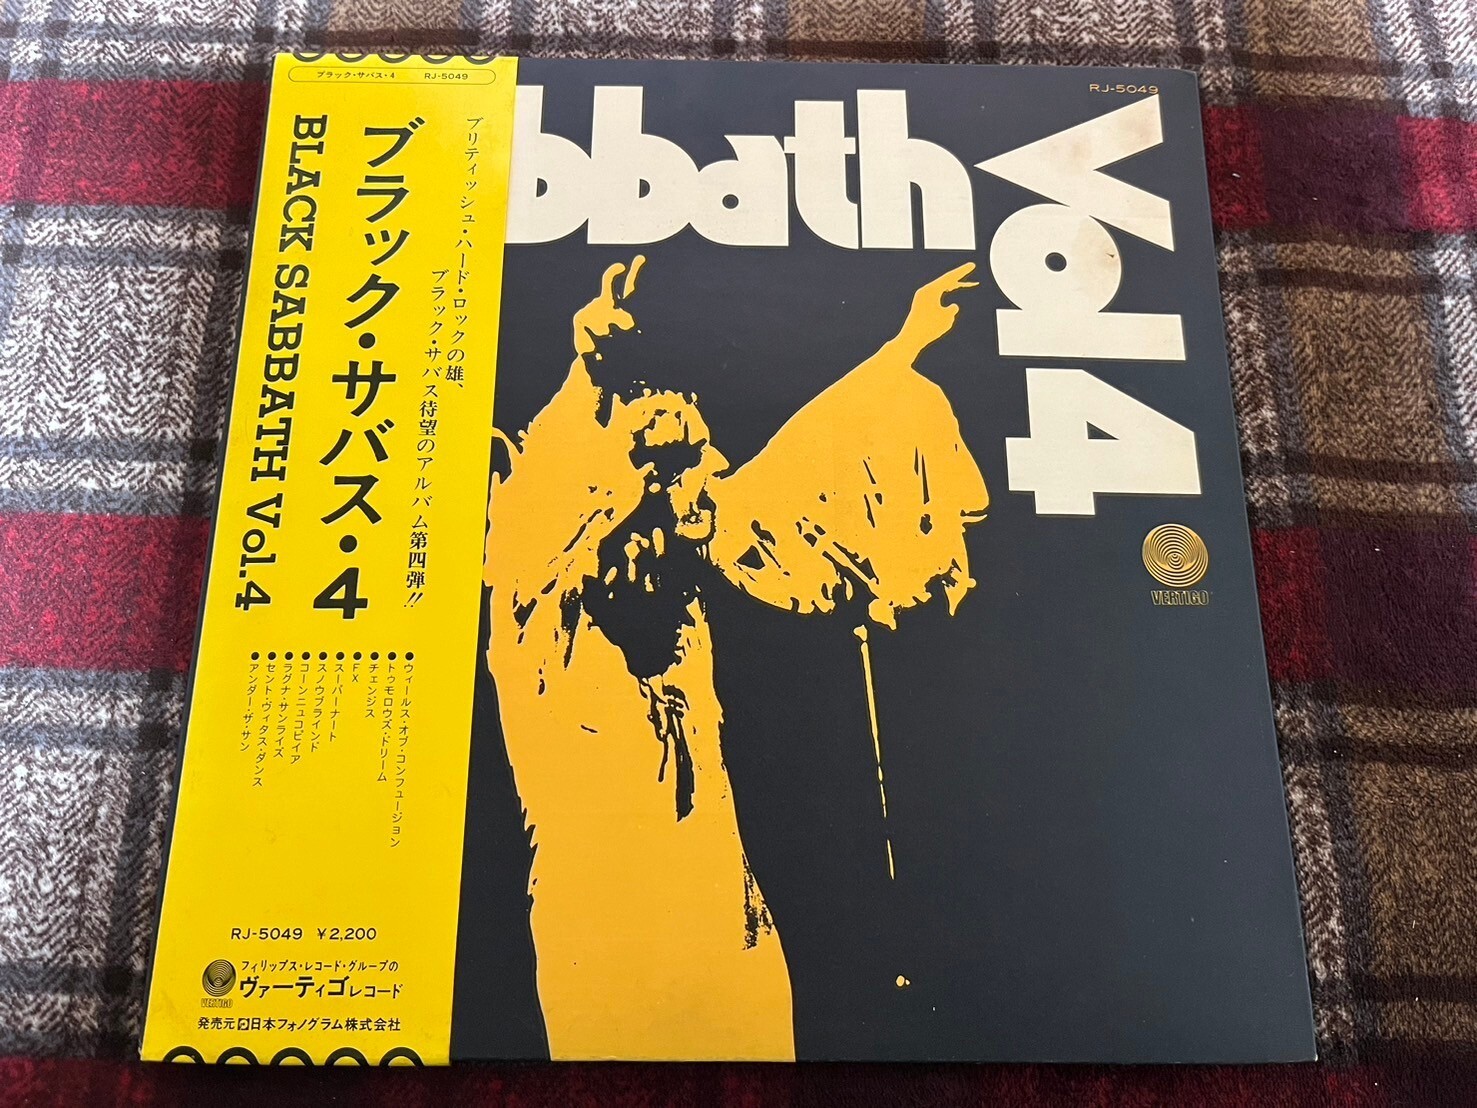 ブラック・サバス・4 RJ-5049
ブリティッシュ・ハード・ロックの雄、
ブラック・サバス待望のアルバム第四弾!!
ブラック・サバス・4
BLACK SABBATH Vol.4
●ウィールス・オブ・コンフュージョン
●トゥモロウズ・ドリーム
●チェンジス
●FX
●スーパーナート
●スノウブラインド
●コーンニュコピィア
●ラグナ・サンライズ
●セント・ヴィタス・ダンス
●アンダー・ザ・サン
RJ-5049 ¥2,200
VERTIGO
フィリップス・レコード・グループの
ヴァーティゴレコード
発売元 日本フォノグラム株式会社
RJ-5049
bbath
Vol 4
VERTIGO